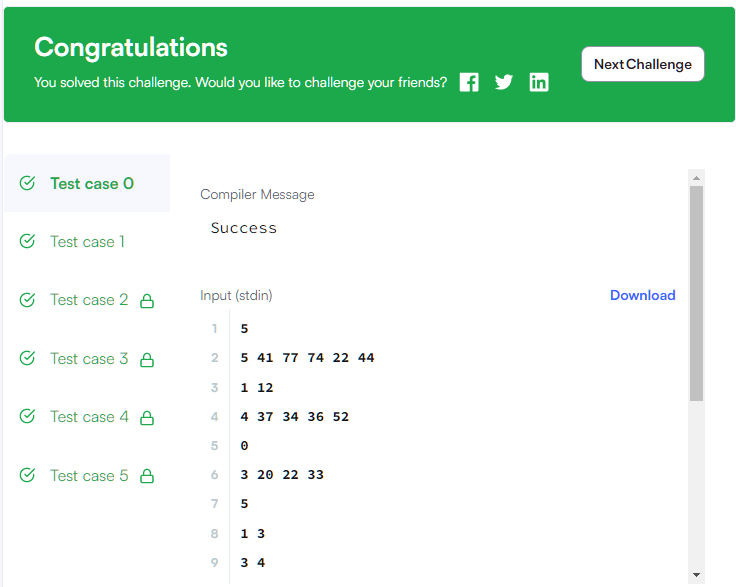 Congratulations
You solved this challenge. Would you like to challenge your friends?
Next Challenge
Test case 0
Test case 1
Test case 2
Test case 3
Test case 4
Test case 5
Compiler Message
Success
Input (stdin)
Download
1 5
2 5 41 77 74 22 44
3 1 12
4 4 37 34 36 52
5 0
6 3 20 22 33
7 5
8 1 3
9 3 4